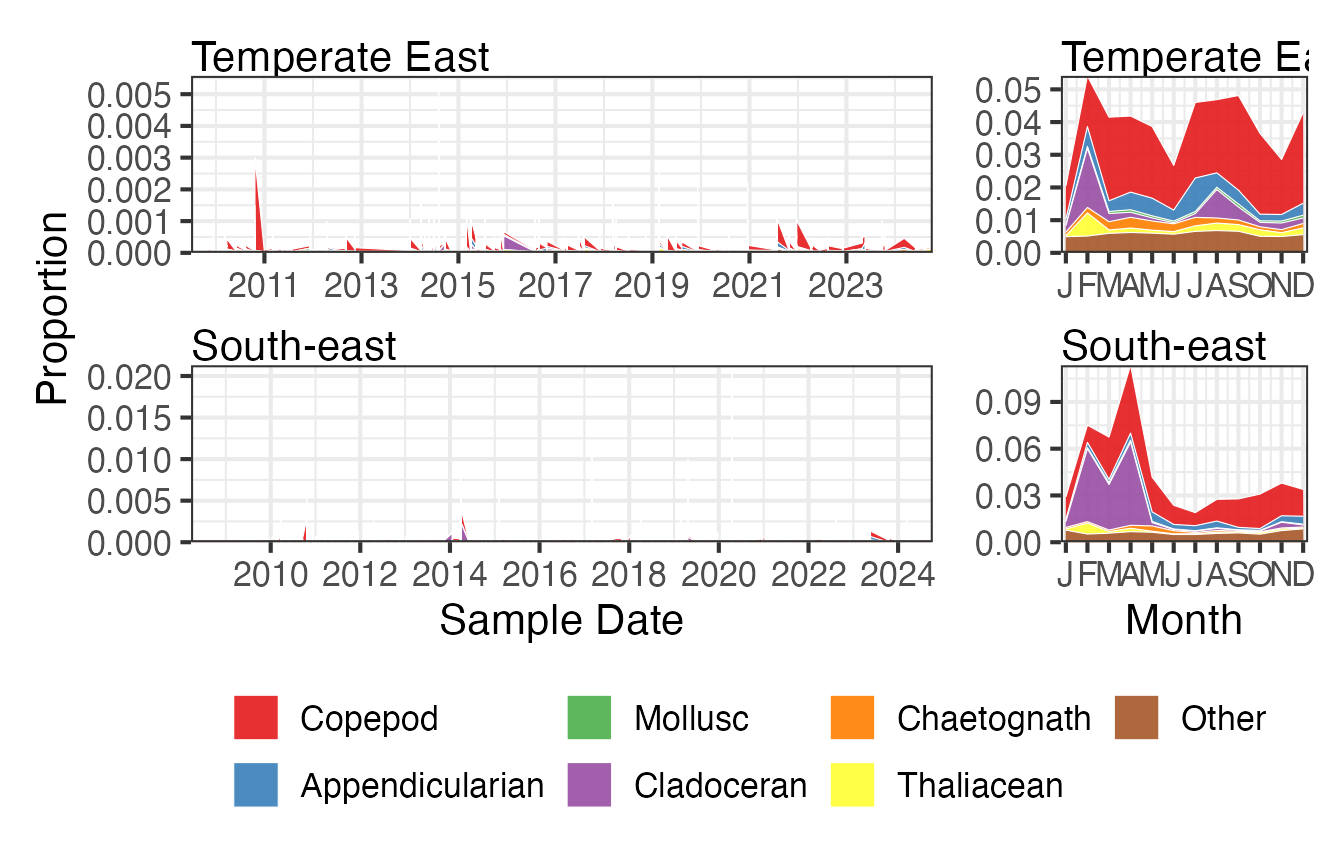 Temperate East
Temperate Ea
0.005
0.004
0.003
0.002
0.001
0.000
2011 2013 2015 2017 2019 2021 2023
0.05
0.04
0.03
0.02
0.01
0.00
J F M A M J J A S O N D
Proportion
South-east
South-east
0.020
0.015
0.010
0.005
0.000
2010 2012 2014 2016 2018 2020 2022 2024
0.09
0.06
0.03
0.00
J F M A M J J A S O N D
Sample Date
Month
Copepod
Mollusc
Chaetognath
Other
Appendicularian
Cladoceran
Thaliacean